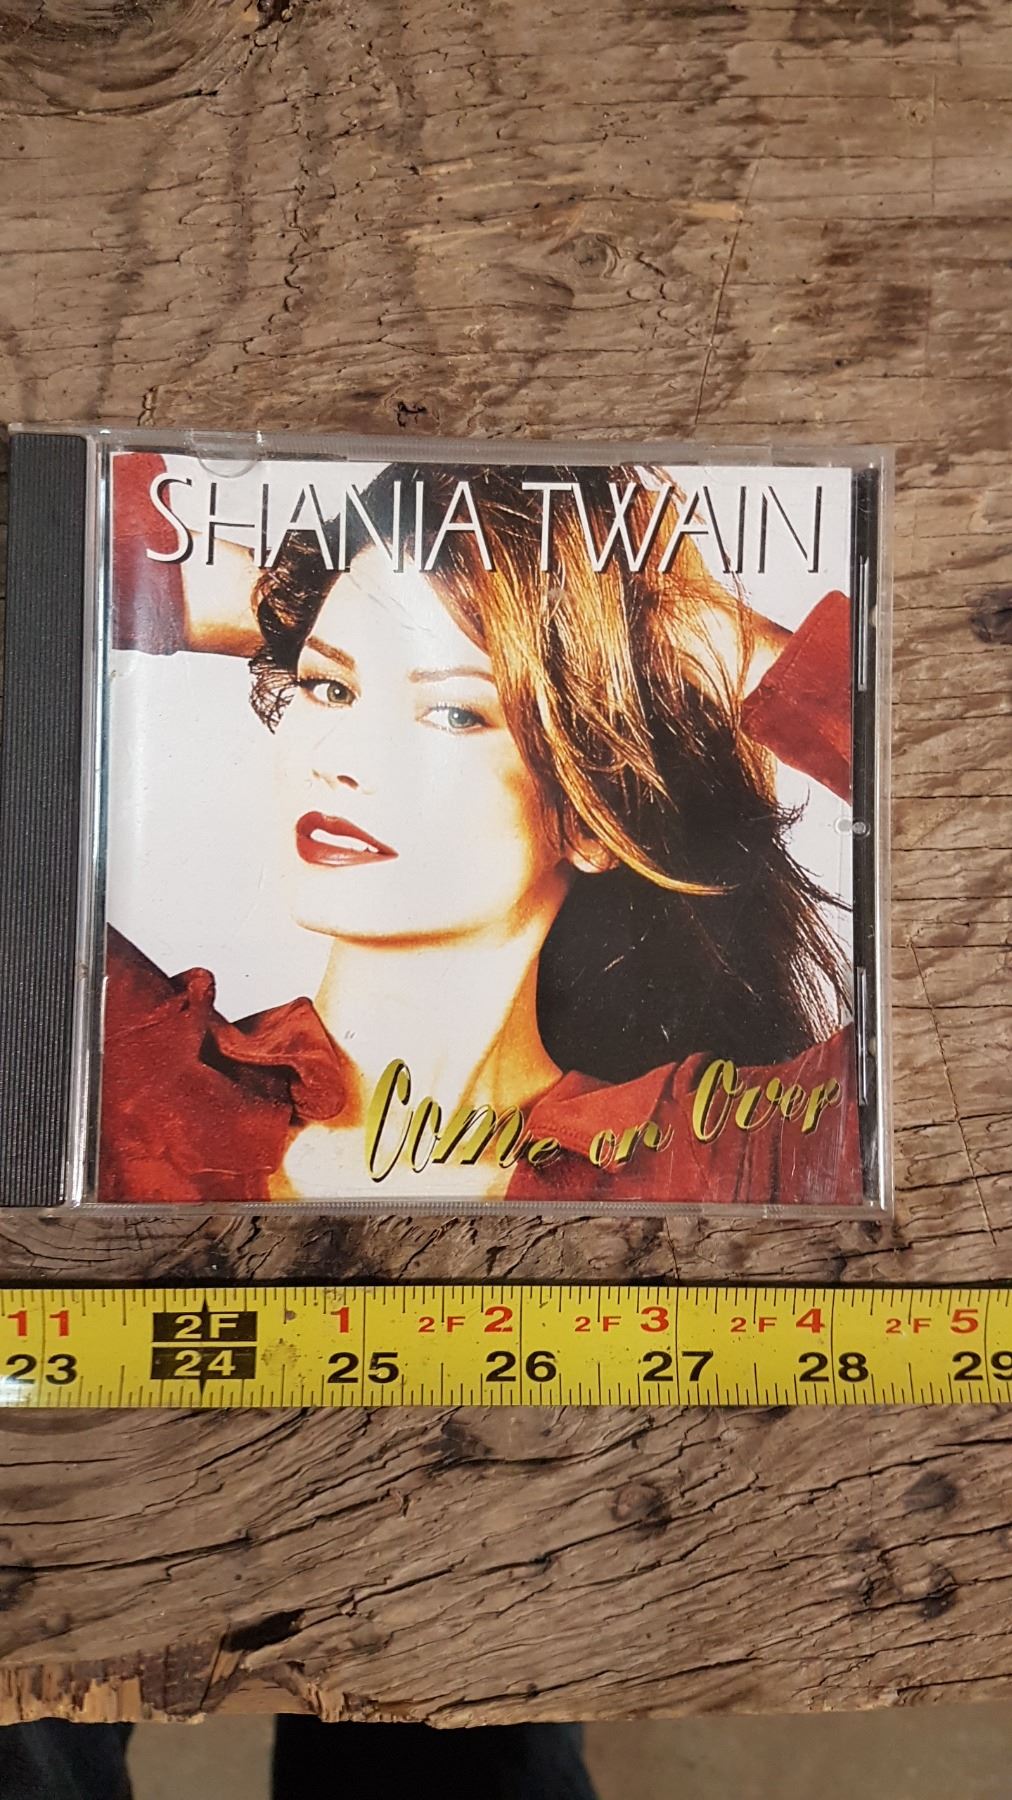 SHANIA TWAIN
Come on Over
11 2F 1 2F 2 2F 3 2F 4 2F 5
23 24 25 26 27 28 29